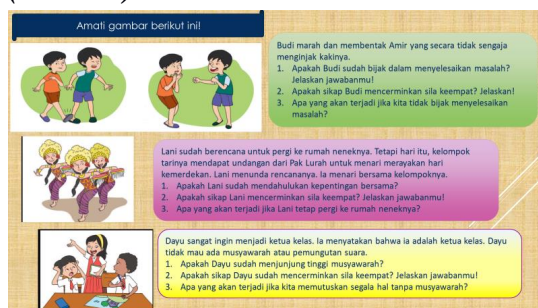 Amati gambar berikut ini!
Budi marah dan membentak Amir yang secara tidak sengaja
menginjak kakinya.
1. Apakah Budi sudah bijak dalam menyelesaikan masalah?
Jelaskan jawabanmu!
2. Apakah sikap Budi mencerminkan sila keempat? Jelaskan!
3. Apa yang akan terjadi jika kita tidak bijak menyelesaikan
masalah?
Lani sudah berencana untuk pergi ke rumah neneknya. Tetapi hari itu, kelompok
tarinya mendapat undangan dari Pak Lurah untuk menari merayakan hari
kemerdekan. Lani menunda rencananya. Ia menari bersama kelompoknya.
1. Apakah Lani sudah mendahulukan kepentingan bersama?
2. Apakah sikap Lani mencerminkan sila keempat? Jelaskan jawabanmu!
3. Apa yang akan terjadi jika Lani tetap pergi ke rumah neneknya?
Dayu sangat ingin menjadi ketua kelas. Ia menyatakan bahwa ia adalah ketua kelas. Dayu
tidak mau ada musyawarah atau pemungutan suara.
1. Apakah Dayu sudah menjunjung tinggi musyawarah?
2. Apakah sikap Dayu sudah mencerminkan sila keempat? Jelaskan jawabanmu!
3. Apa yang akan terjadi jika kita memutuskan segala hal tanpa musyawarah?